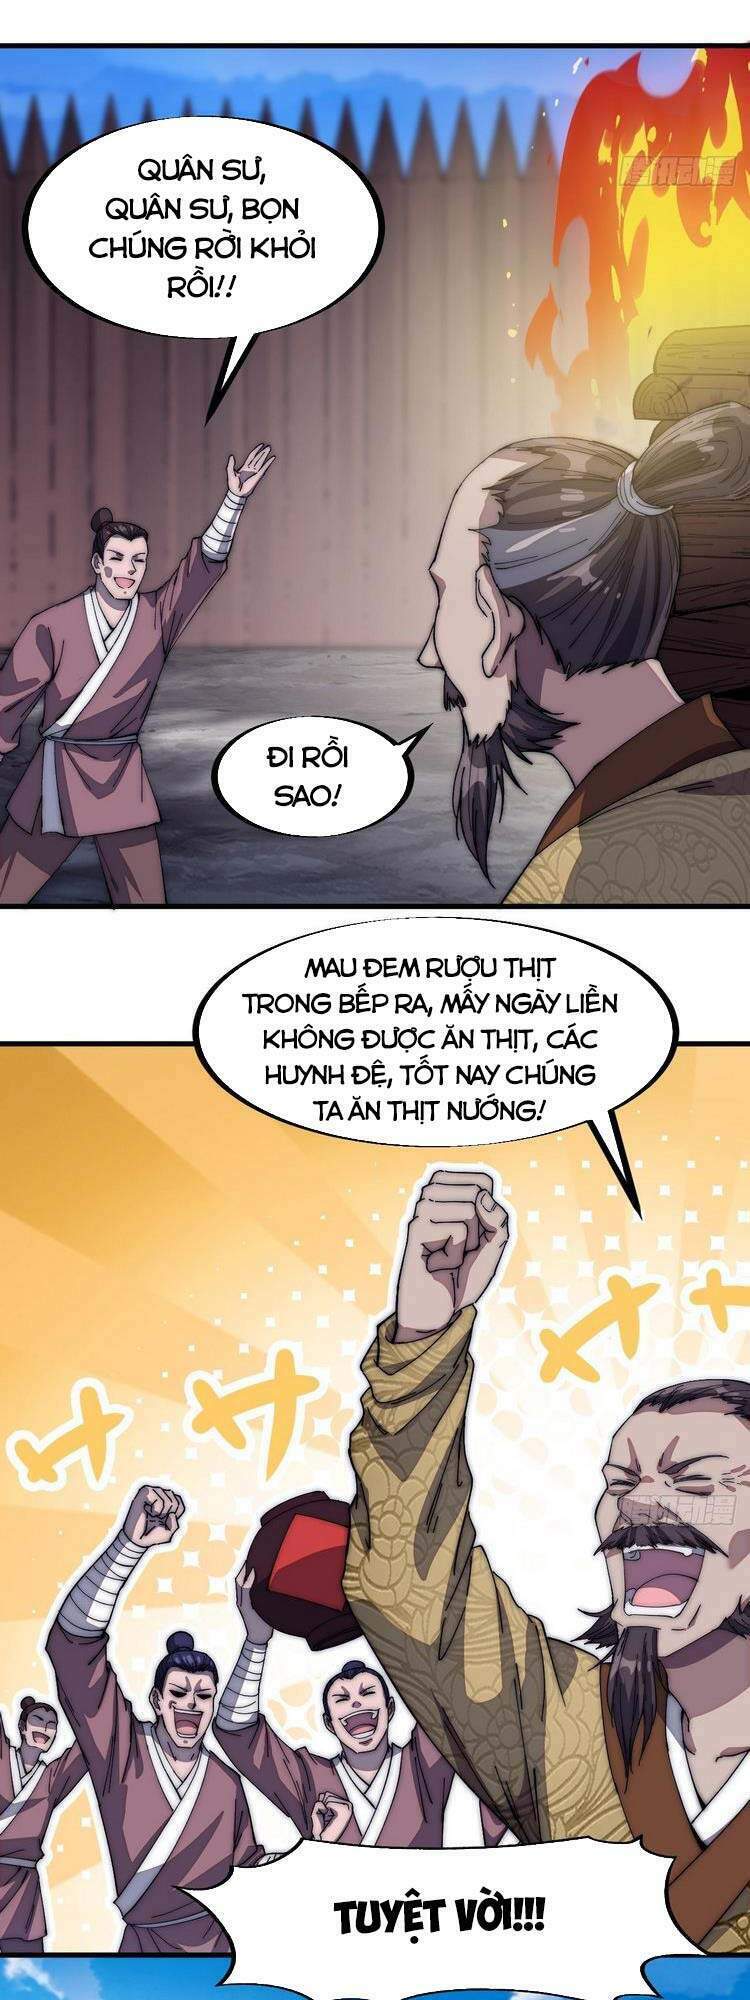 QUÂN SƯ,
QUÂN SƯ, BỌN
CHÚNG RỜI KHỎI
RỒI!!
ĐI RỒI
SAO!
MAU ĐEM RƯỢU THỊT
TRONG BẾP RA, MẤY NGÀY LIỀN
KHÔNG ĐƯỢC ĂN THỊT, CÁC
HUYNH ĐỆ, TỐT NAY CHÚNG
TA ĂN THỊT NƯỚNG!
TUYỆT VỜI!!!